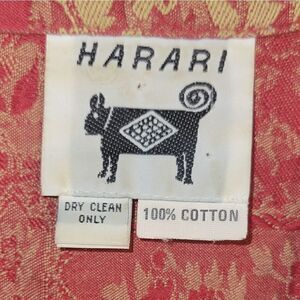 HARARI
DRY CLEAN
ONLY
100% COTTON